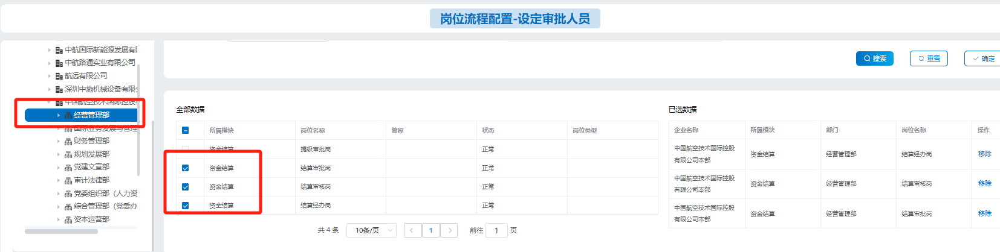 岗位流程配置-设定审批人员
中航国际新能源发展有限
中航路通实业有限公司
航远有限公司
深圳中施机械设备有限公
中国航空技术国际控股有
经营管理部
国际业务发展与管理
财务管理部
规划发展部
党建文宣部
审计法律部
党委组织部（人力资
综合管理部（党委办
资本运营部
搜索 重置 确定
全部数据
所属模块 岗位名称 简称 状态 岗位类型
资金结算 提级审批岗 正常
资金结算 结算审批岗 正常
资金结算 结算审核岗 正常
资金结算 结算经办岗 正常
共 4 条 10条/页 1 前往 1 页
已选数据
企业名称 所属模块 部门 岗位名称 操作
中国航空技术国际控股
有限公司本部 资金结算 经营管理部 结算经办岗 移除
中国航空技术国际控股
有限公司本部 资金结算 经营管理部 结算审核岗 移除
中国航空技术国际控股
有限公司本部 资金结算 经营管理部 结算审批岗 移除